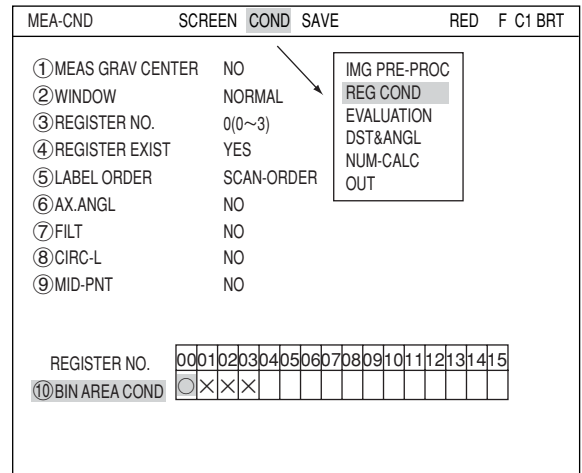 MEA-CND SCREEN COND SAVE RED F C1 BRT
①MEAS GRAV CENTER NO
②WINDOW NORMAL
③REGISTER NO. 0(0～3)
④REGISTER EXIST YES
⑤LABEL ORDER SCAN-ORDER
⑥AX.ANGL NO
⑦FILT NO
⑧CIRC-L NO
⑨MID-PNT NO
IMG PRE-PROC
REG COND
EVALUATION
DST&ANGL
NUM-CALC
OUT
REGISTER NO. 00 01 02 03 04 05 06 07 08 09 10 11 12 13 14 15
⑩BIN AREA COND ○ × × ×